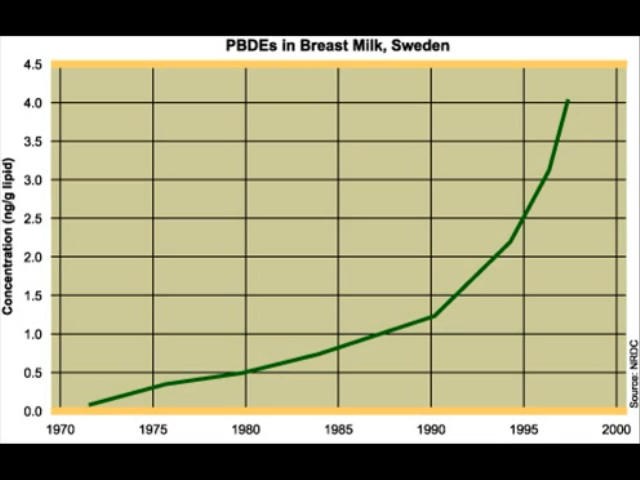 PBDEs in Breast Milk, Sweden
Concentration (ng/g lipid)
4.5
4.0
3.5
3.0
2.5
2.0
1.5
1.0
0.5
0.0
1970 1975 1980 1985 1990 1995 2000
Source: NRDC